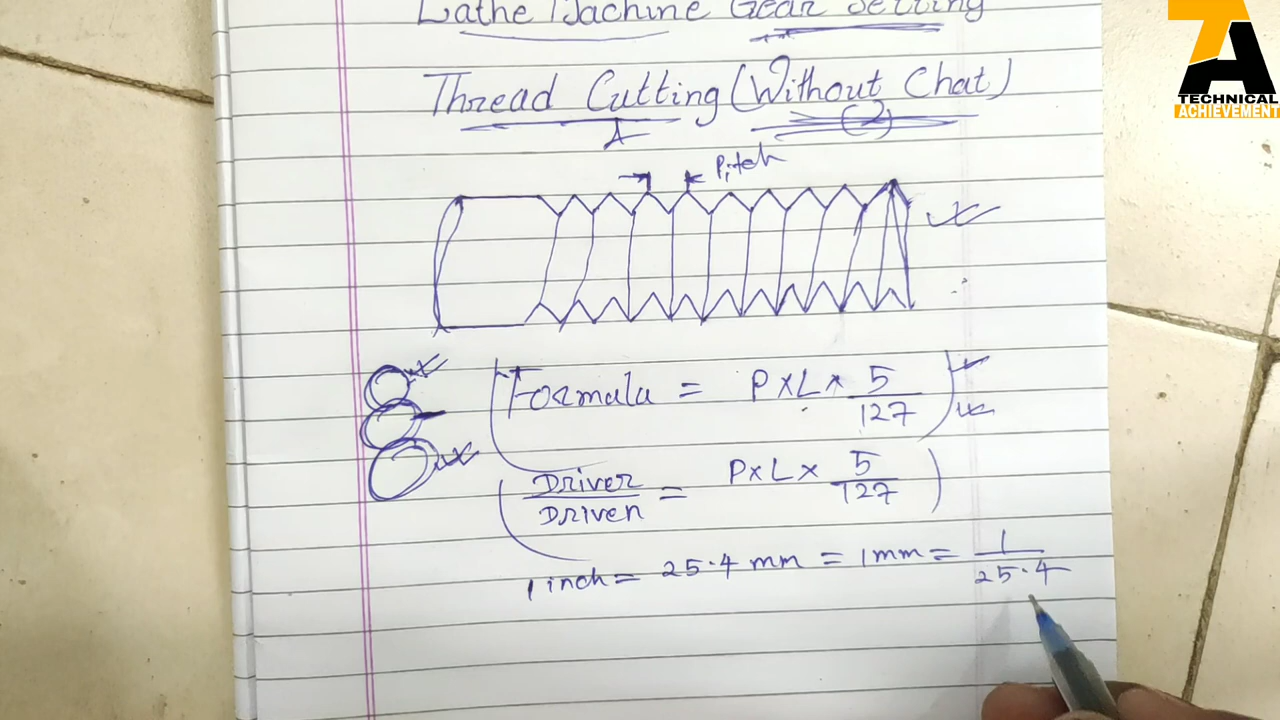 Lathe Machine Gear Setting
Thread Cutting (Without Chat)
Pitch
Formula = P×L× 5/127
Driver/Driven = P×L× 5/127
1 inch = 25.4 mm = 1mm = 1/25.4
TA
TECHNICAL
ACHIEVEMENT